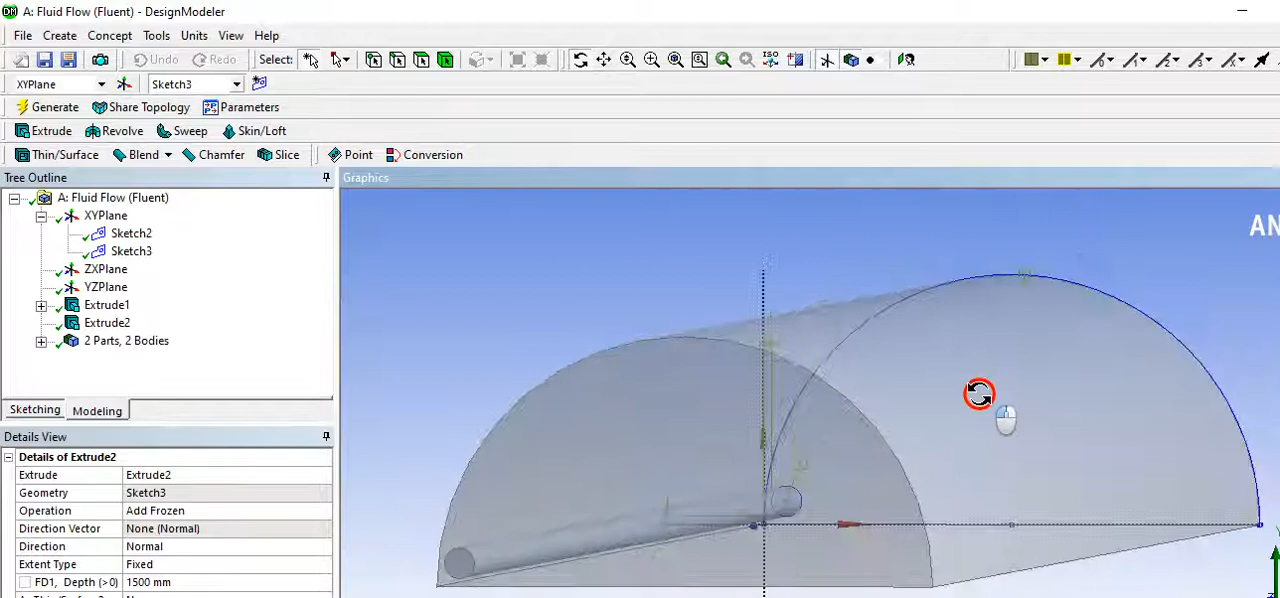 A: Fluid Flow (Fluent) - DesignModeler
File Create Concept Tools Units View Help
Undo Redo Select: ISO
XYPlane Sketch3
Generate Share Topology Parameters
Extrude Revolve Sweep Skin/Loft
Thin/Surface Blend Chamfer Slice Point Conversion
Tree Outline
A: Fluid Flow (Fluent)
XYPlane
Sketch2
Sketch3
ZXPlane
YZPlane
Extrude1
Extrude2
2 Parts, 2 Bodies
Sketching Modeling
Details View
Details of Extrude2
Extrude Extrude2
Geometry Sketch3
Operation Add Frozen
Direction Vector None (Normal)
Direction Normal
Extent Type Fixed
FD1, Depth (>0) 1500 mm
Graphics
AN